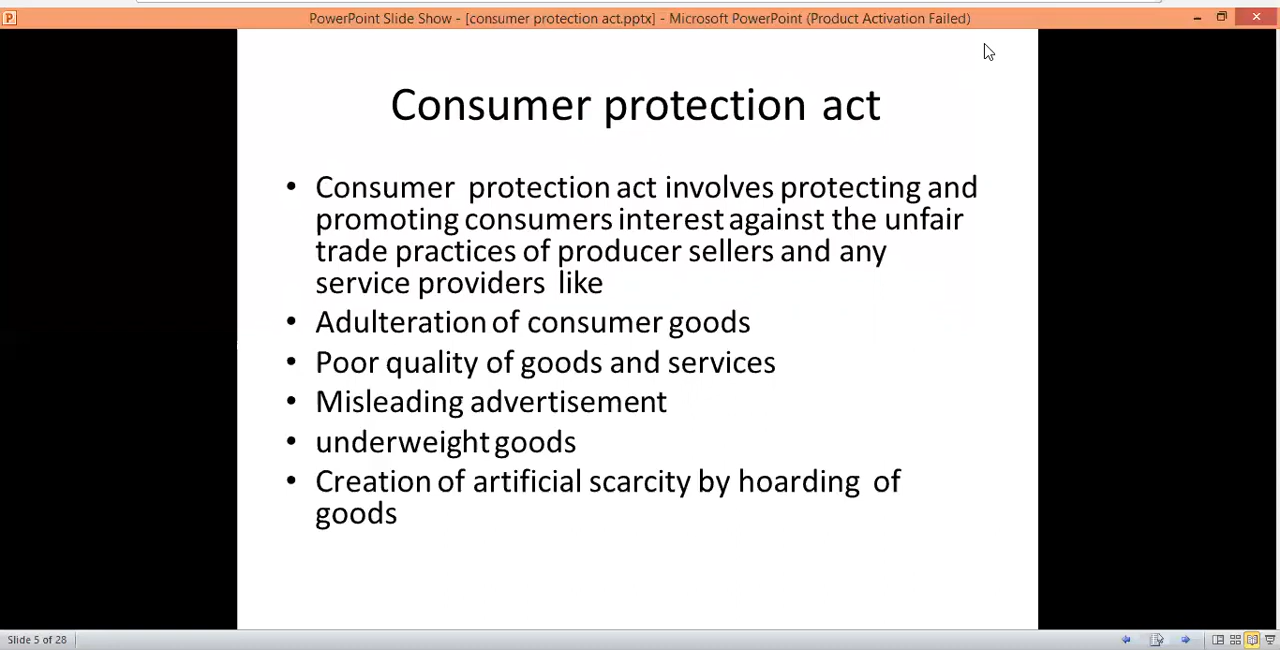 PowerPoint Slide Show - [consumer protection act.pptx] - Microsoft PowerPoint (Product Activation Failed)
Consumer protection act
• Consumer protection act involves protecting and
promoting consumers interest against the unfair
trade practices of producer sellers and any
service providers like
• Adulteration of consumer goods
• Poor quality of goods and services
• Misleading advertisement
• underweight goods
• Creation of artificial scarcity by hoarding of
goods
Slide 5 of 28